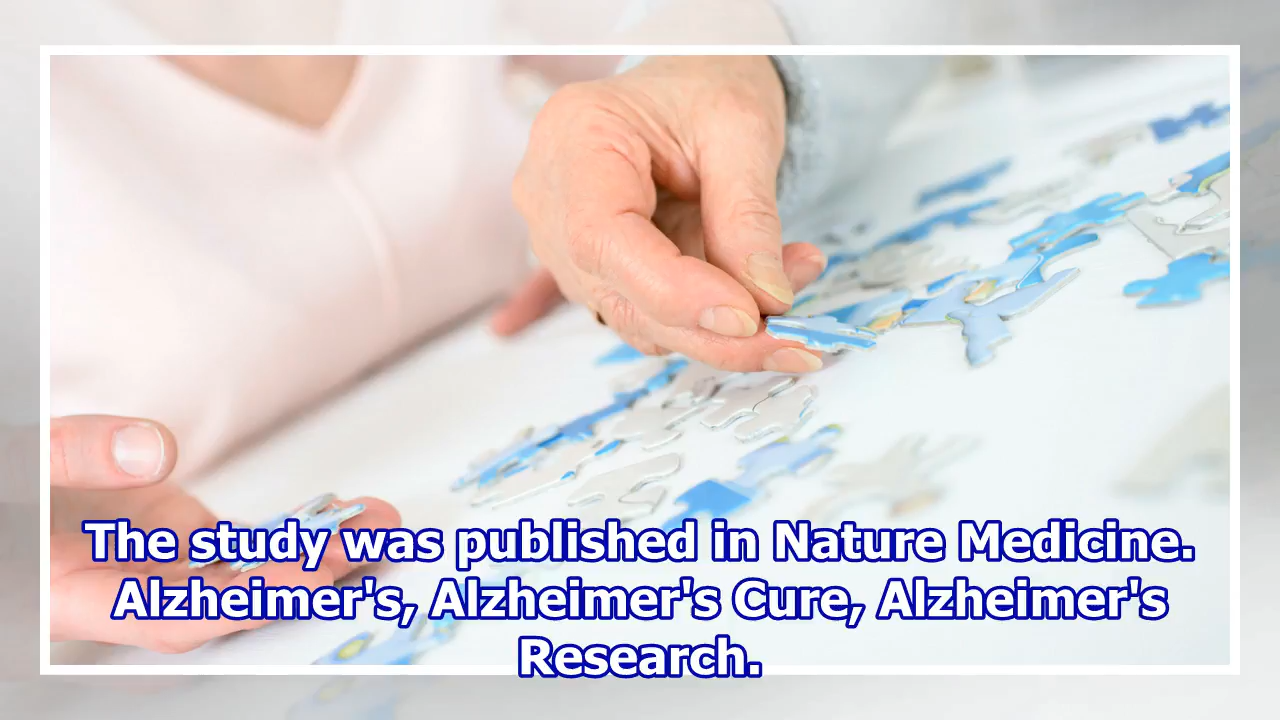 The study was published in Nature Medicine.
Alzheimer's, Alzheimer's Cure, Alzheimer's
Research.